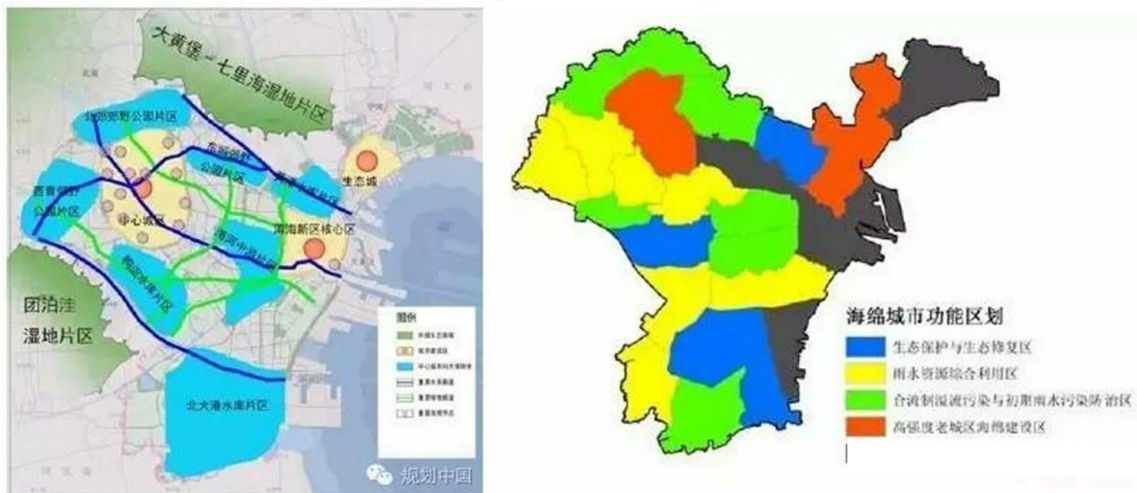 大黄堡-七里海湿地片区
北郊郊野公园片区
东丽郊野
公园片区
黄港水库片区
生态城
西青郊野
公园片区
中心城区
滨海新区核心区
海河中游片区
鸭淀水库片区
团泊洼
湿地片区
北大港水库片区
图例
规划中国
海绵城市功能区划
生态保护与生态修复区
雨水资源综合利用区
合流制溢流污染与初期雨水污染防治区
高强度老城区海绵建设区